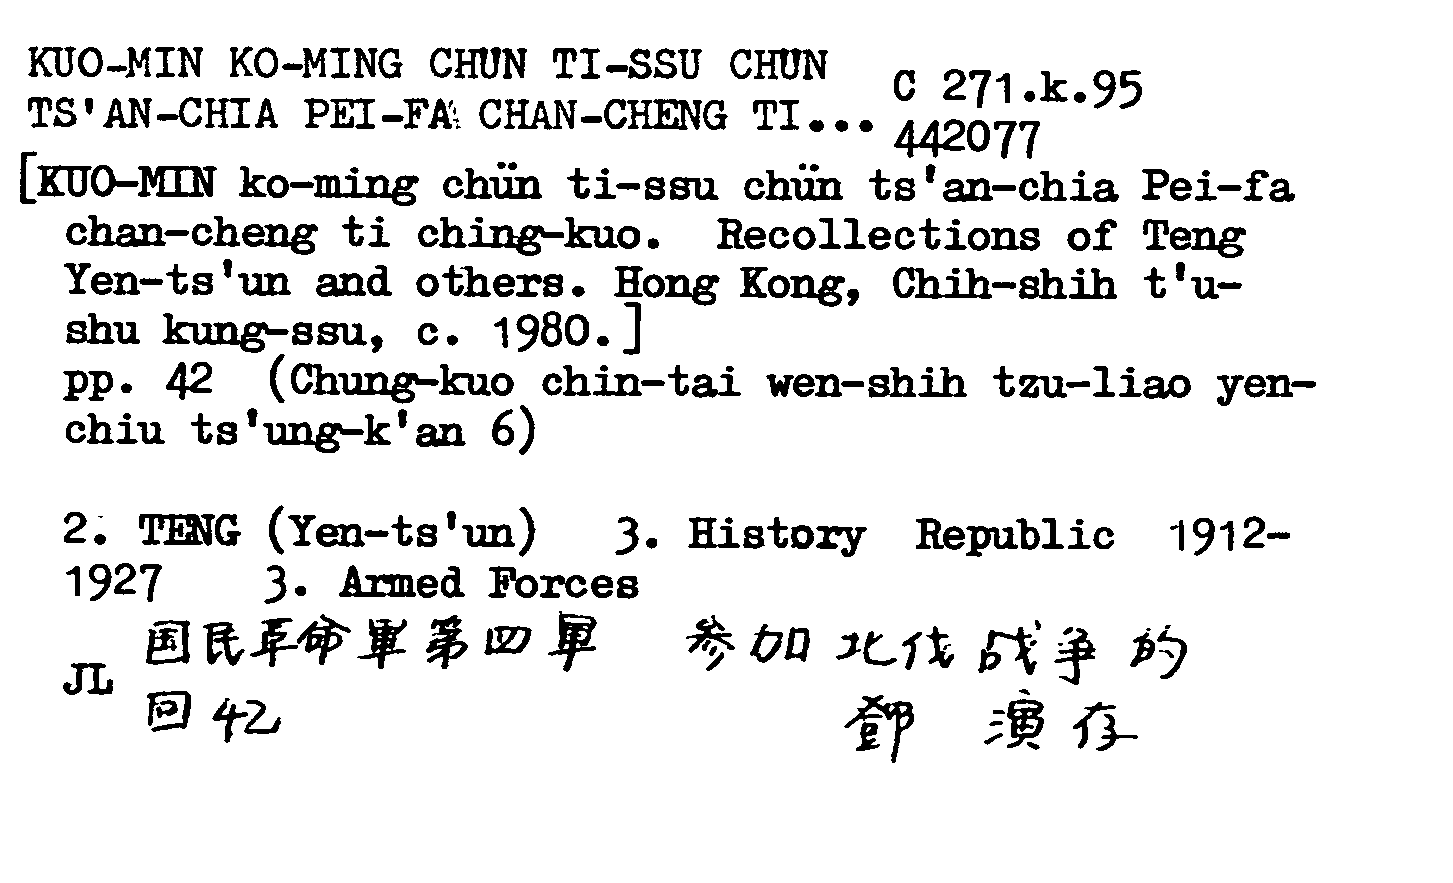 KUO-MIN KO-MING CHÜN TI-SSU CHÜN
TS'AN-CHIA PEI-FA CHAN-CHENG TI...
C 271.k.95
442077
[KUO-MIN ko-ming chün ti-ssu chün ts'an-chia Pei-fa
chan-cheng ti ching-kuo. Recollections of Teng
Yen-ts'un and others. Hong Kong, Chih-shih t'u-
shu kung-ssu, c. 1980.]
pp. 42 (Chung-kuo chin-tai wen-shih tzu-liao yen-
chiu ts'ung-k'an 6)
2. TENG (Yen-ts'un) 3. History Republic 1912-
1927 3. Armed Forces
国民革命軍第四軍 参加北伐战争的
JL
回忆 鄧 演存